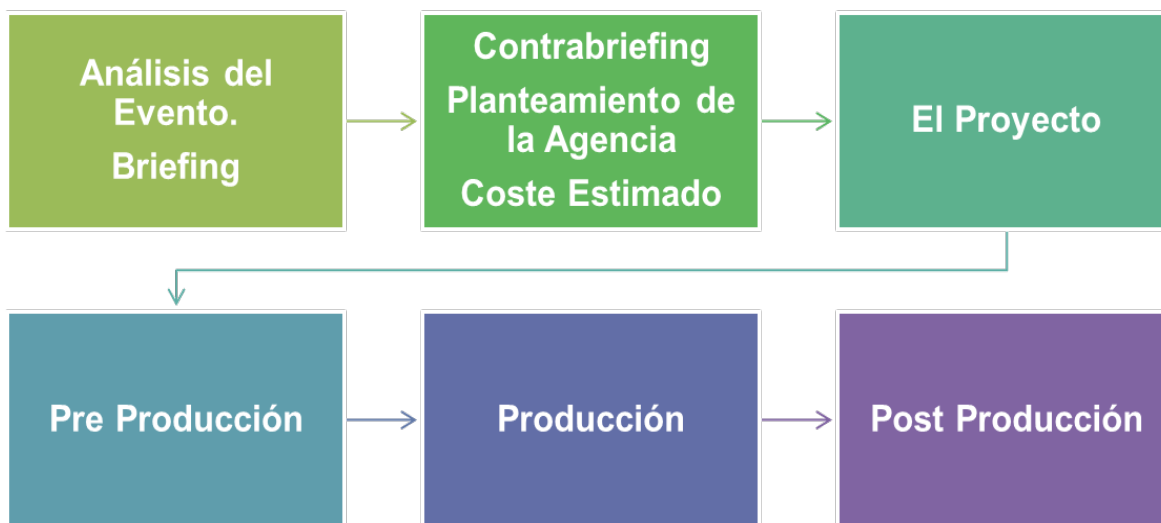 Análisis del
Evento.
Briefing
Contrabriefing
Planteamiento de
la Agencia
Coste Estimado
El Proyecto
Pre Producción
Producción
Post Producción